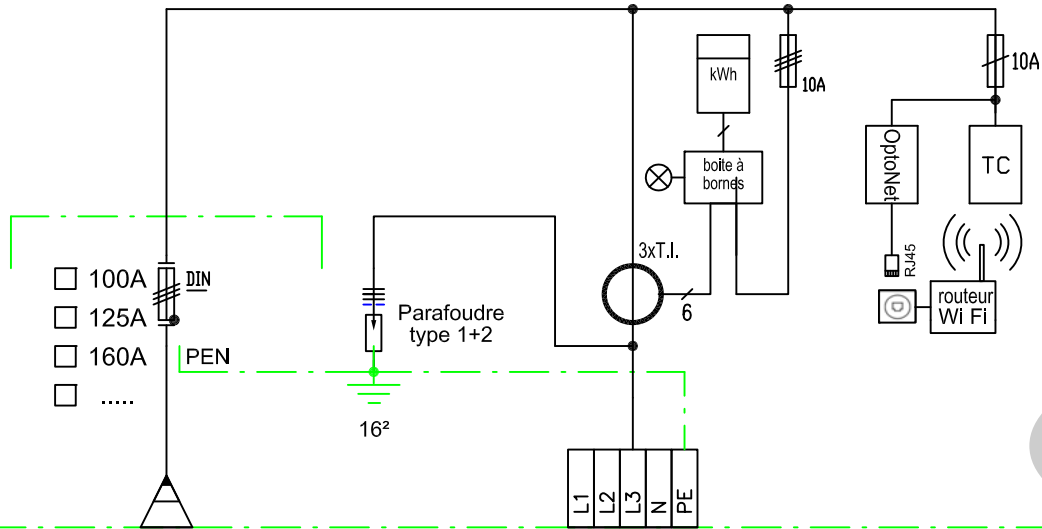 kWh
10A
10A
boite à
bornes
OptoNet
TC
3xT.I.
6
RJ45
routeur
Wi Fi
D
100A
DIN
125A
160A
PEN
.....
Parafoudre
type 1+2
16²
L1
L2
L3
N
PE